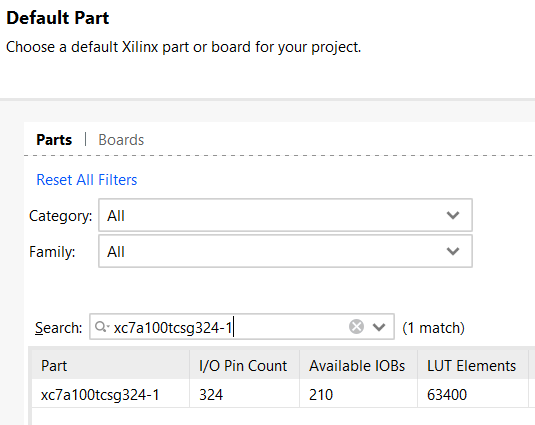 Default Part
Choose a default Xilinx part or board for your project.
Parts | Boards
Reset All Filters
Category: All
Family: All
Search: xc7a100tcsg324-1 (1 match)
Part I/O Pin Count Available IOBs LUT Elements
xc7a100tcsg324-1 324 210 63400